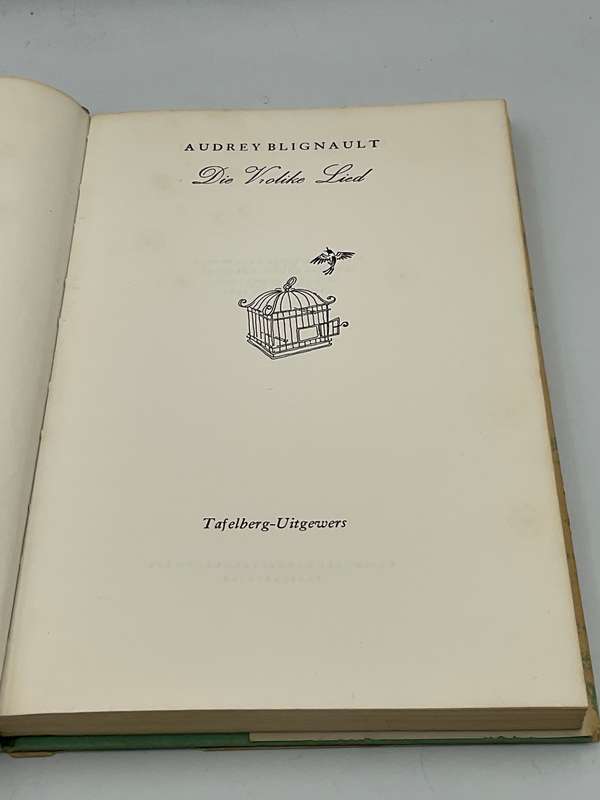 AUDREY BLIGNAULT
Die Vrolike Lied
Tafelberg-Uitgewers